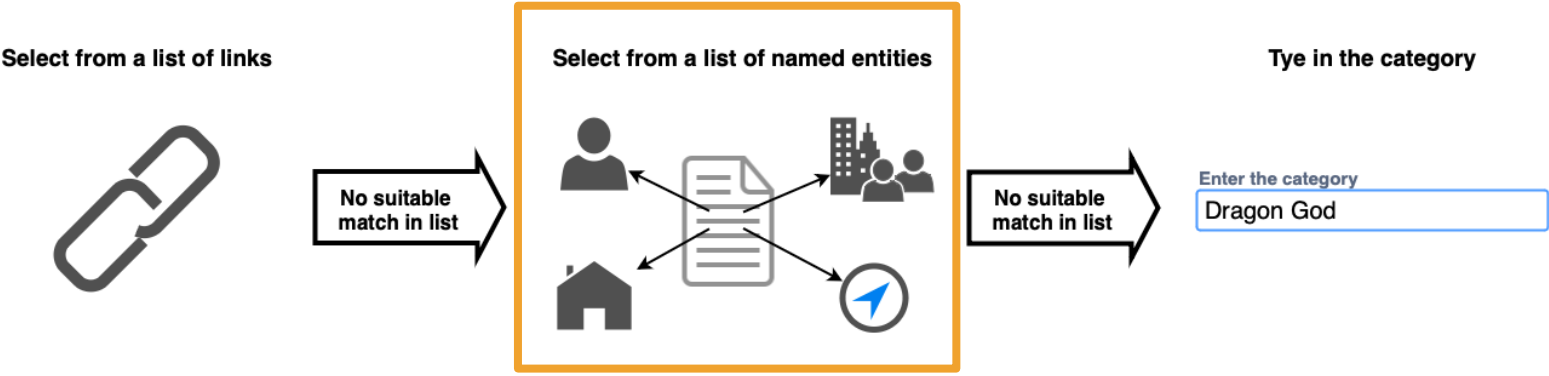 Select from a list of links
Select from a list of named entities
Tye in the category
No suitable
match in list
No suitable
match in list
Enter the category
Dragon God